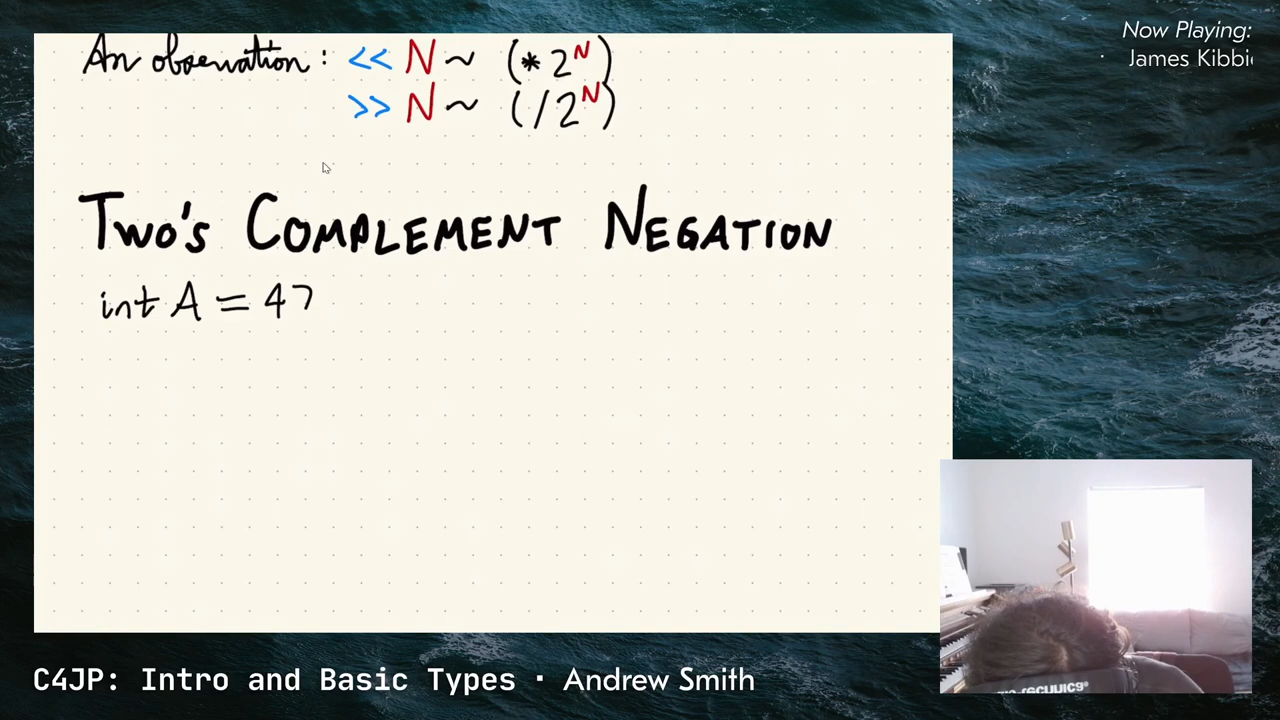 Now Playing:
· James Kibbie
An observation: << N ~ (* 2^N)
>> N ~ (/ 2^N)
TWO'S COMPLEMENT NEGATION
int A = 47
C4JP: Intro and Basic Types · Andrew Smith